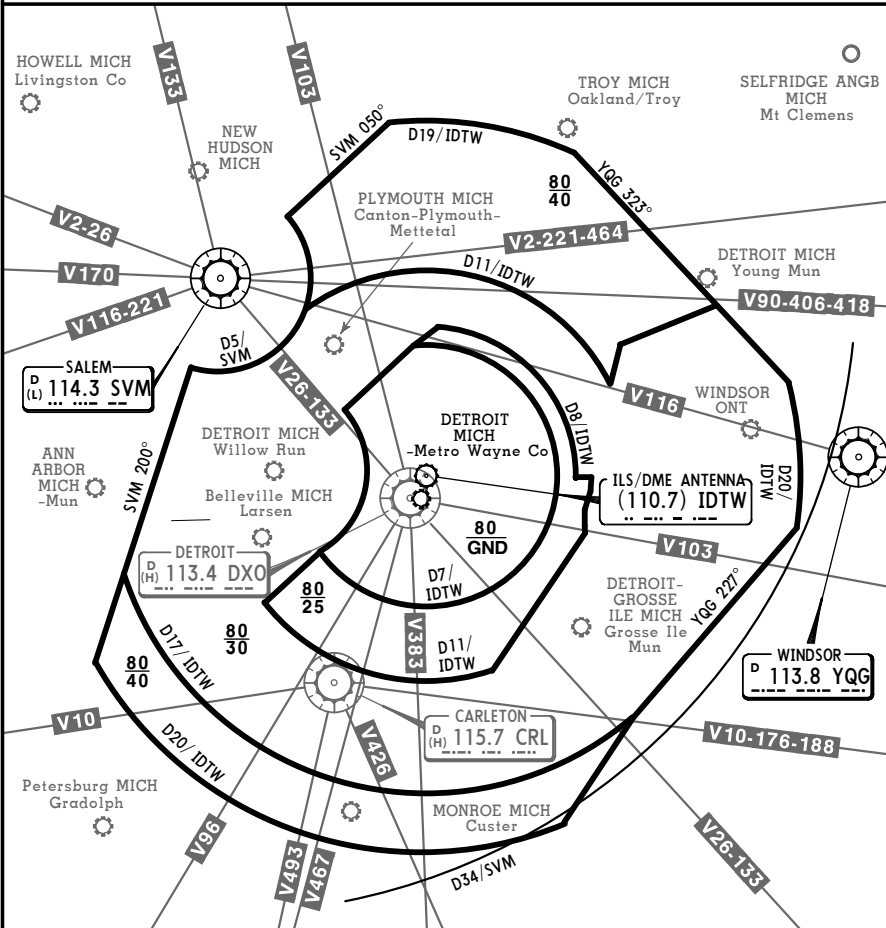 HOWELL MICH
Livingston Co
V133
V103
TROY MICH
Oakland/Troy
SELFRIDGE ANGB
MICH
Mt Clemens
NEW
HUDSON
MICH
SVM 050°
D19/IDTW
YQG 323°
80
40
PLYMOUTH MICH
Canton-Plymouth-
Mettetal
V2-26
V2-221-464
V170
D11/IDTW
DETROIT MICH
Young Mun
V90-406-418
V116-221
D5/
SVM
SALEM
D
(L) 114.3 SVM
V26-133
V116
WINDSOR
ONT
DETROIT MICH
Willow Run
DETROIT
MICH
-Metro Wayne Co
D8/IDTW
ANN
ARBOR
MICH
-Mun
SVM 200°
Belleville MICH
Larsen
ILS/DME ANTENNA
(110.7) IDTW
D20/
IDTW
DETROIT
D
(H) 113.4 DXO
80
GND
V103
D7/
IDTW
80
25
DETROIT-
GROSSE
ILE MICH
Grosse Ile
Mun
YQG 227°
80
30
V383
D11/
IDTW
80
40
D17/IDTW
WINDSOR
D 113.8 YQG
V10
CARLETON
D
(H) 115.7 CRL
V10-176-188
V426
D20/IDTW
Petersburg MICH
Gradolph
MONROE MICH
Custer
V96
V493
V467
D34/SVM
V26-133